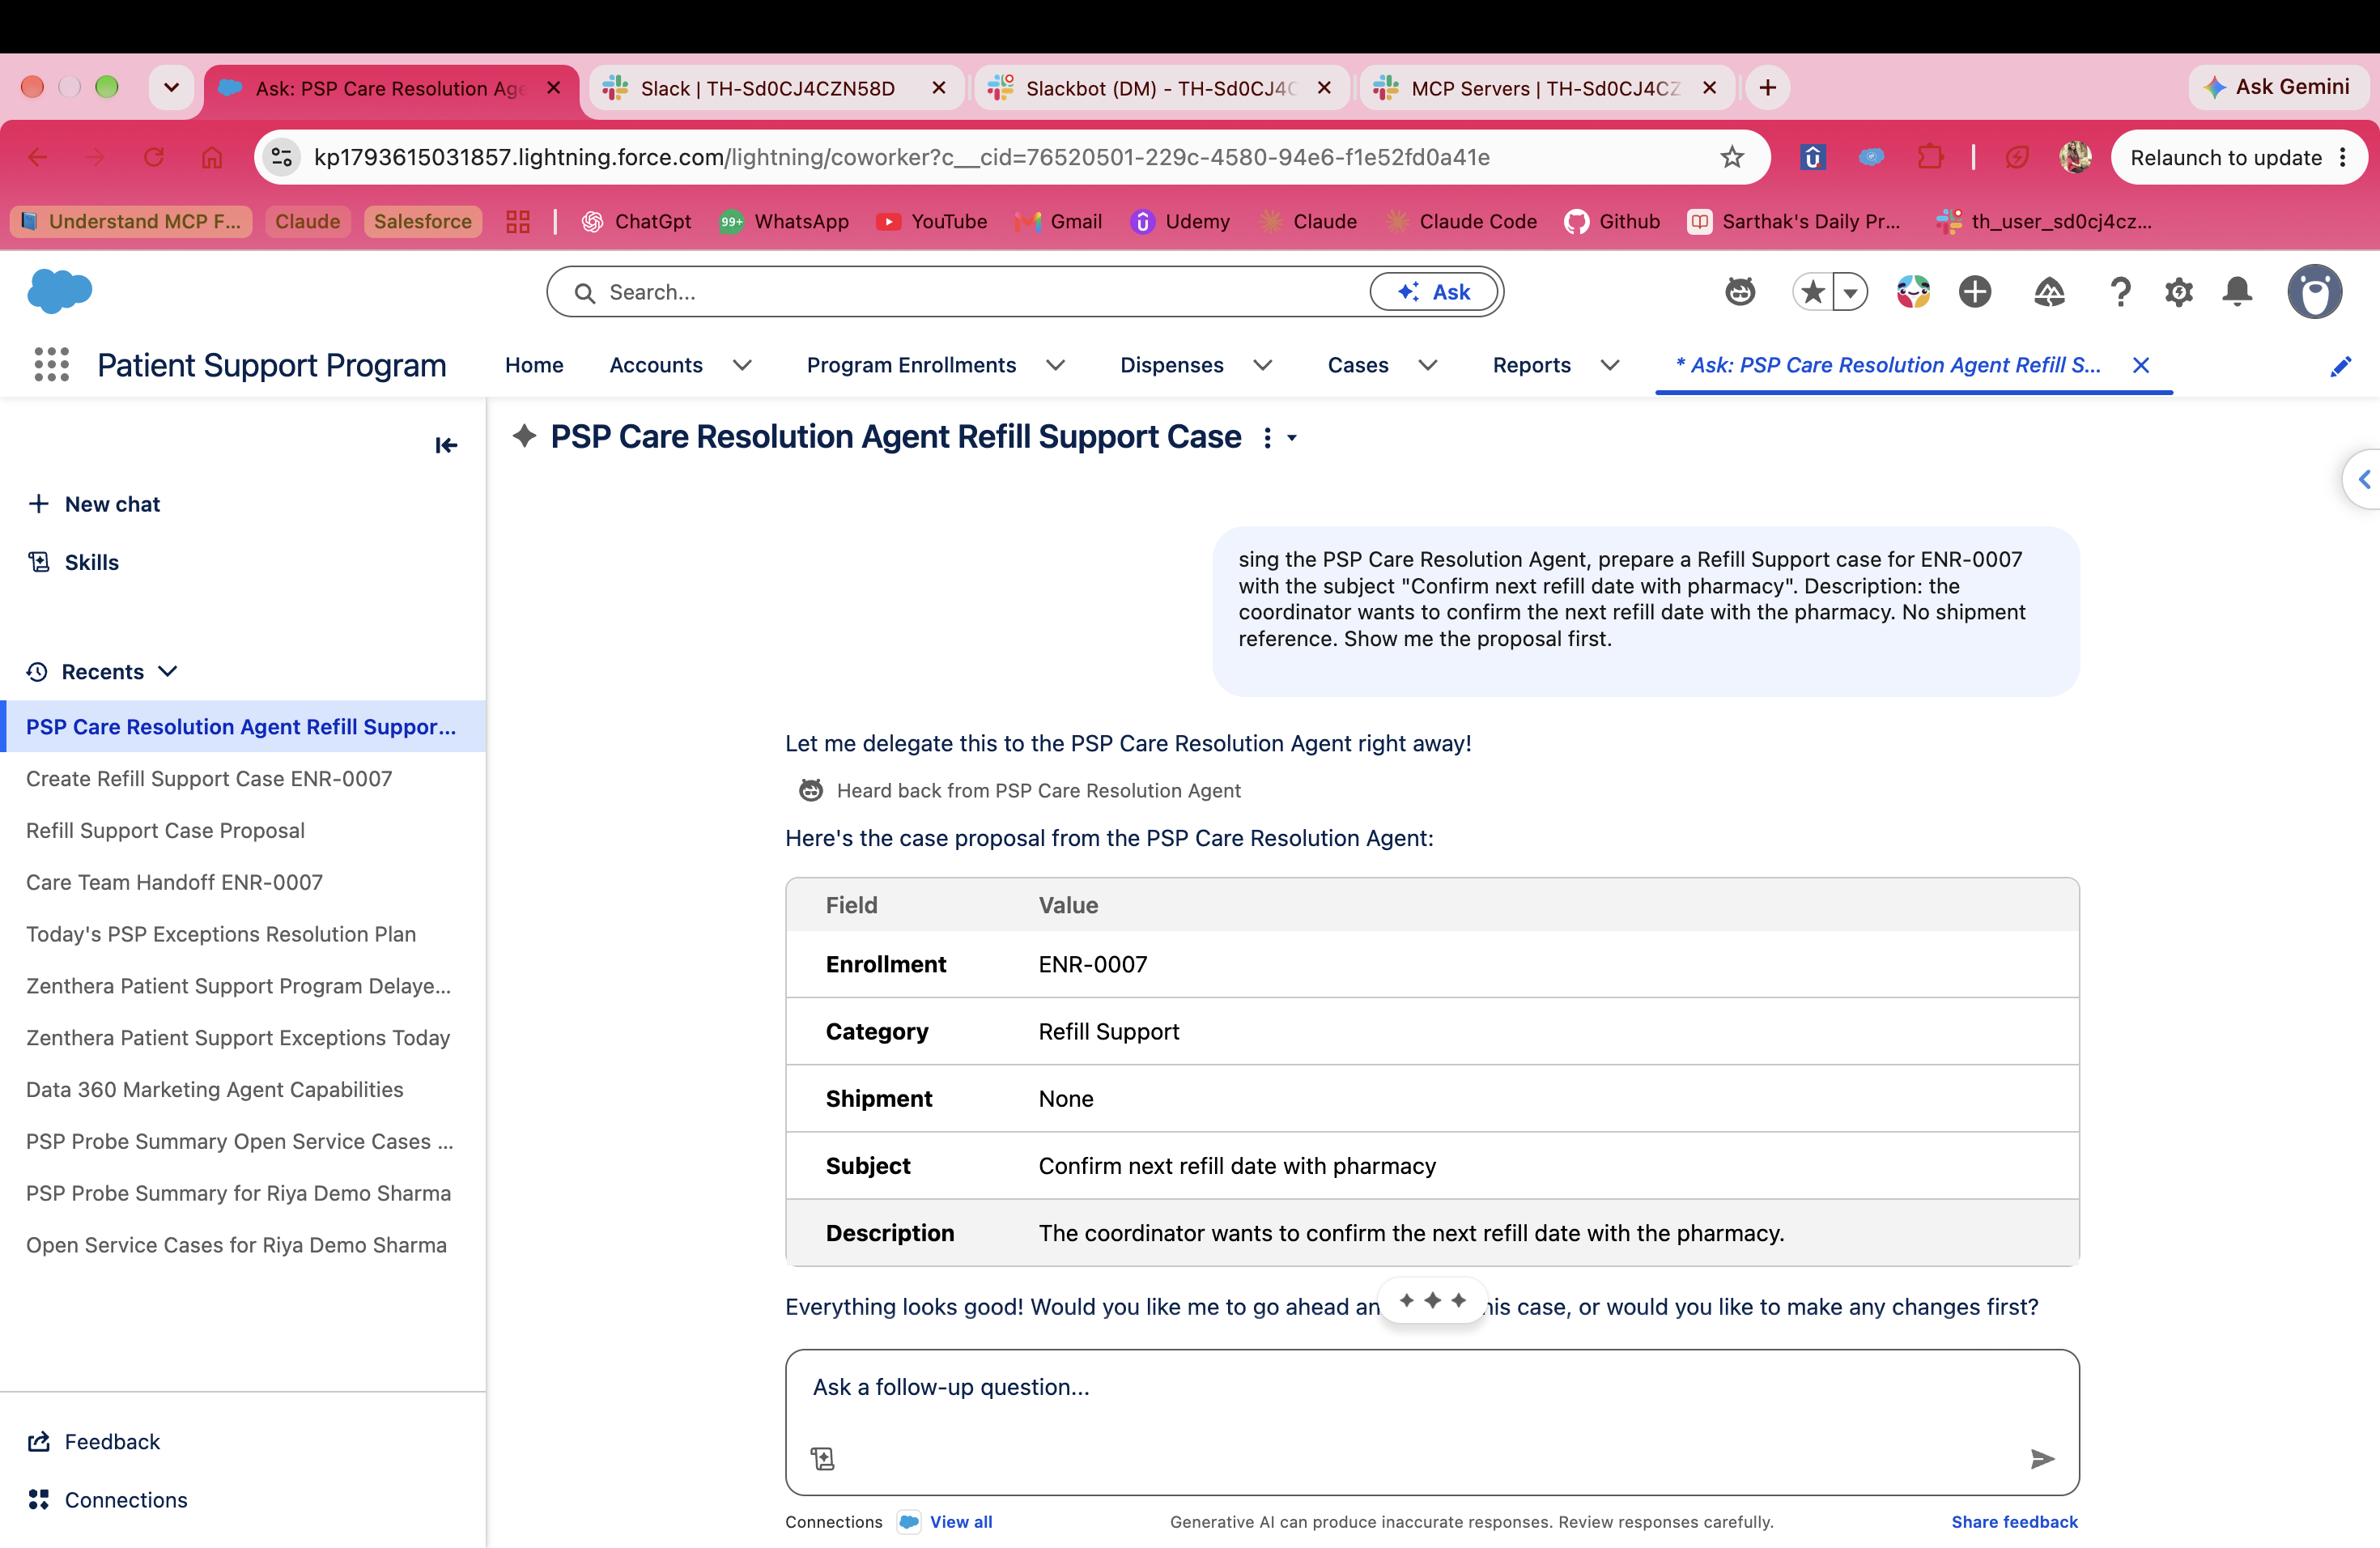 Ask: PSP Care Resolution Age
Slack | TH-Sd0CJ4CZN58D
Slackbot (DM) - TH-Sd0CJ4C
MCP Servers | TH-Sd0CJ4CZ
Ask Gemini
kp1793615031857.lightning.force.com/lightning/coworker?c__cid=76520501-229c-4580-94e6-f1e52fd0a41e
Relaunch to update
Understand MCP F...
Claude
Salesforce
ChatGpt
99+
WhatsApp
YouTube
Gmail
Udemy
Claude
Claude Code
Github
Sarthak's Daily Pr...
th_user_sd0cj4cz...
Search...
Ask
Patient Support Program
Home
Accounts
Program Enrollments
Dispenses
Cases
Reports
* Ask: PSP Care Resolution Agent Refill S...
PSP Care Resolution Agent Refill Support Case
New chat
Skills
Recents
PSP Care Resolution Agent Refill Suppor...
Create Refill Support Case ENR-0007
Refill Support Case Proposal
Care Team Handoff ENR-0007
Today's PSP Exceptions Resolution Plan
Zenthera Patient Support Program Delaye...
Zenthera Patient Support Exceptions Today
Data 360 Marketing Agent Capabilities
PSP Probe Summary Open Service Cases ...
PSP Probe Summary for Riya Demo Sharma
Open Service Cases for Riya Demo Sharma
Feedback
Connections
sing the PSP Care Resolution Agent, prepare a Refill Support case for ENR-0007
with the subject "Confirm next refill date with pharmacy". Description: the
coordinator wants to confirm the next refill date with the pharmacy. No shipment
reference. Show me the proposal first.
Let me delegate this to the PSP Care Resolution Agent right away!
Heard back from PSP Care Resolution Agent
Here's the case proposal from the PSP Care Resolution Agent:
Field Value
Enrollment ENR-0007
Category Refill Support
Shipment None
Subject Confirm next refill date with pharmacy
Description The coordinator wants to confirm the next refill date with the pharmacy.
Everything looks good! Would you like me to go ahead an his case, or would you like to make any changes first?
Ask a follow-up question...
Connections View all
Generative AI can produce inaccurate responses. Review responses carefully.
Share feedback